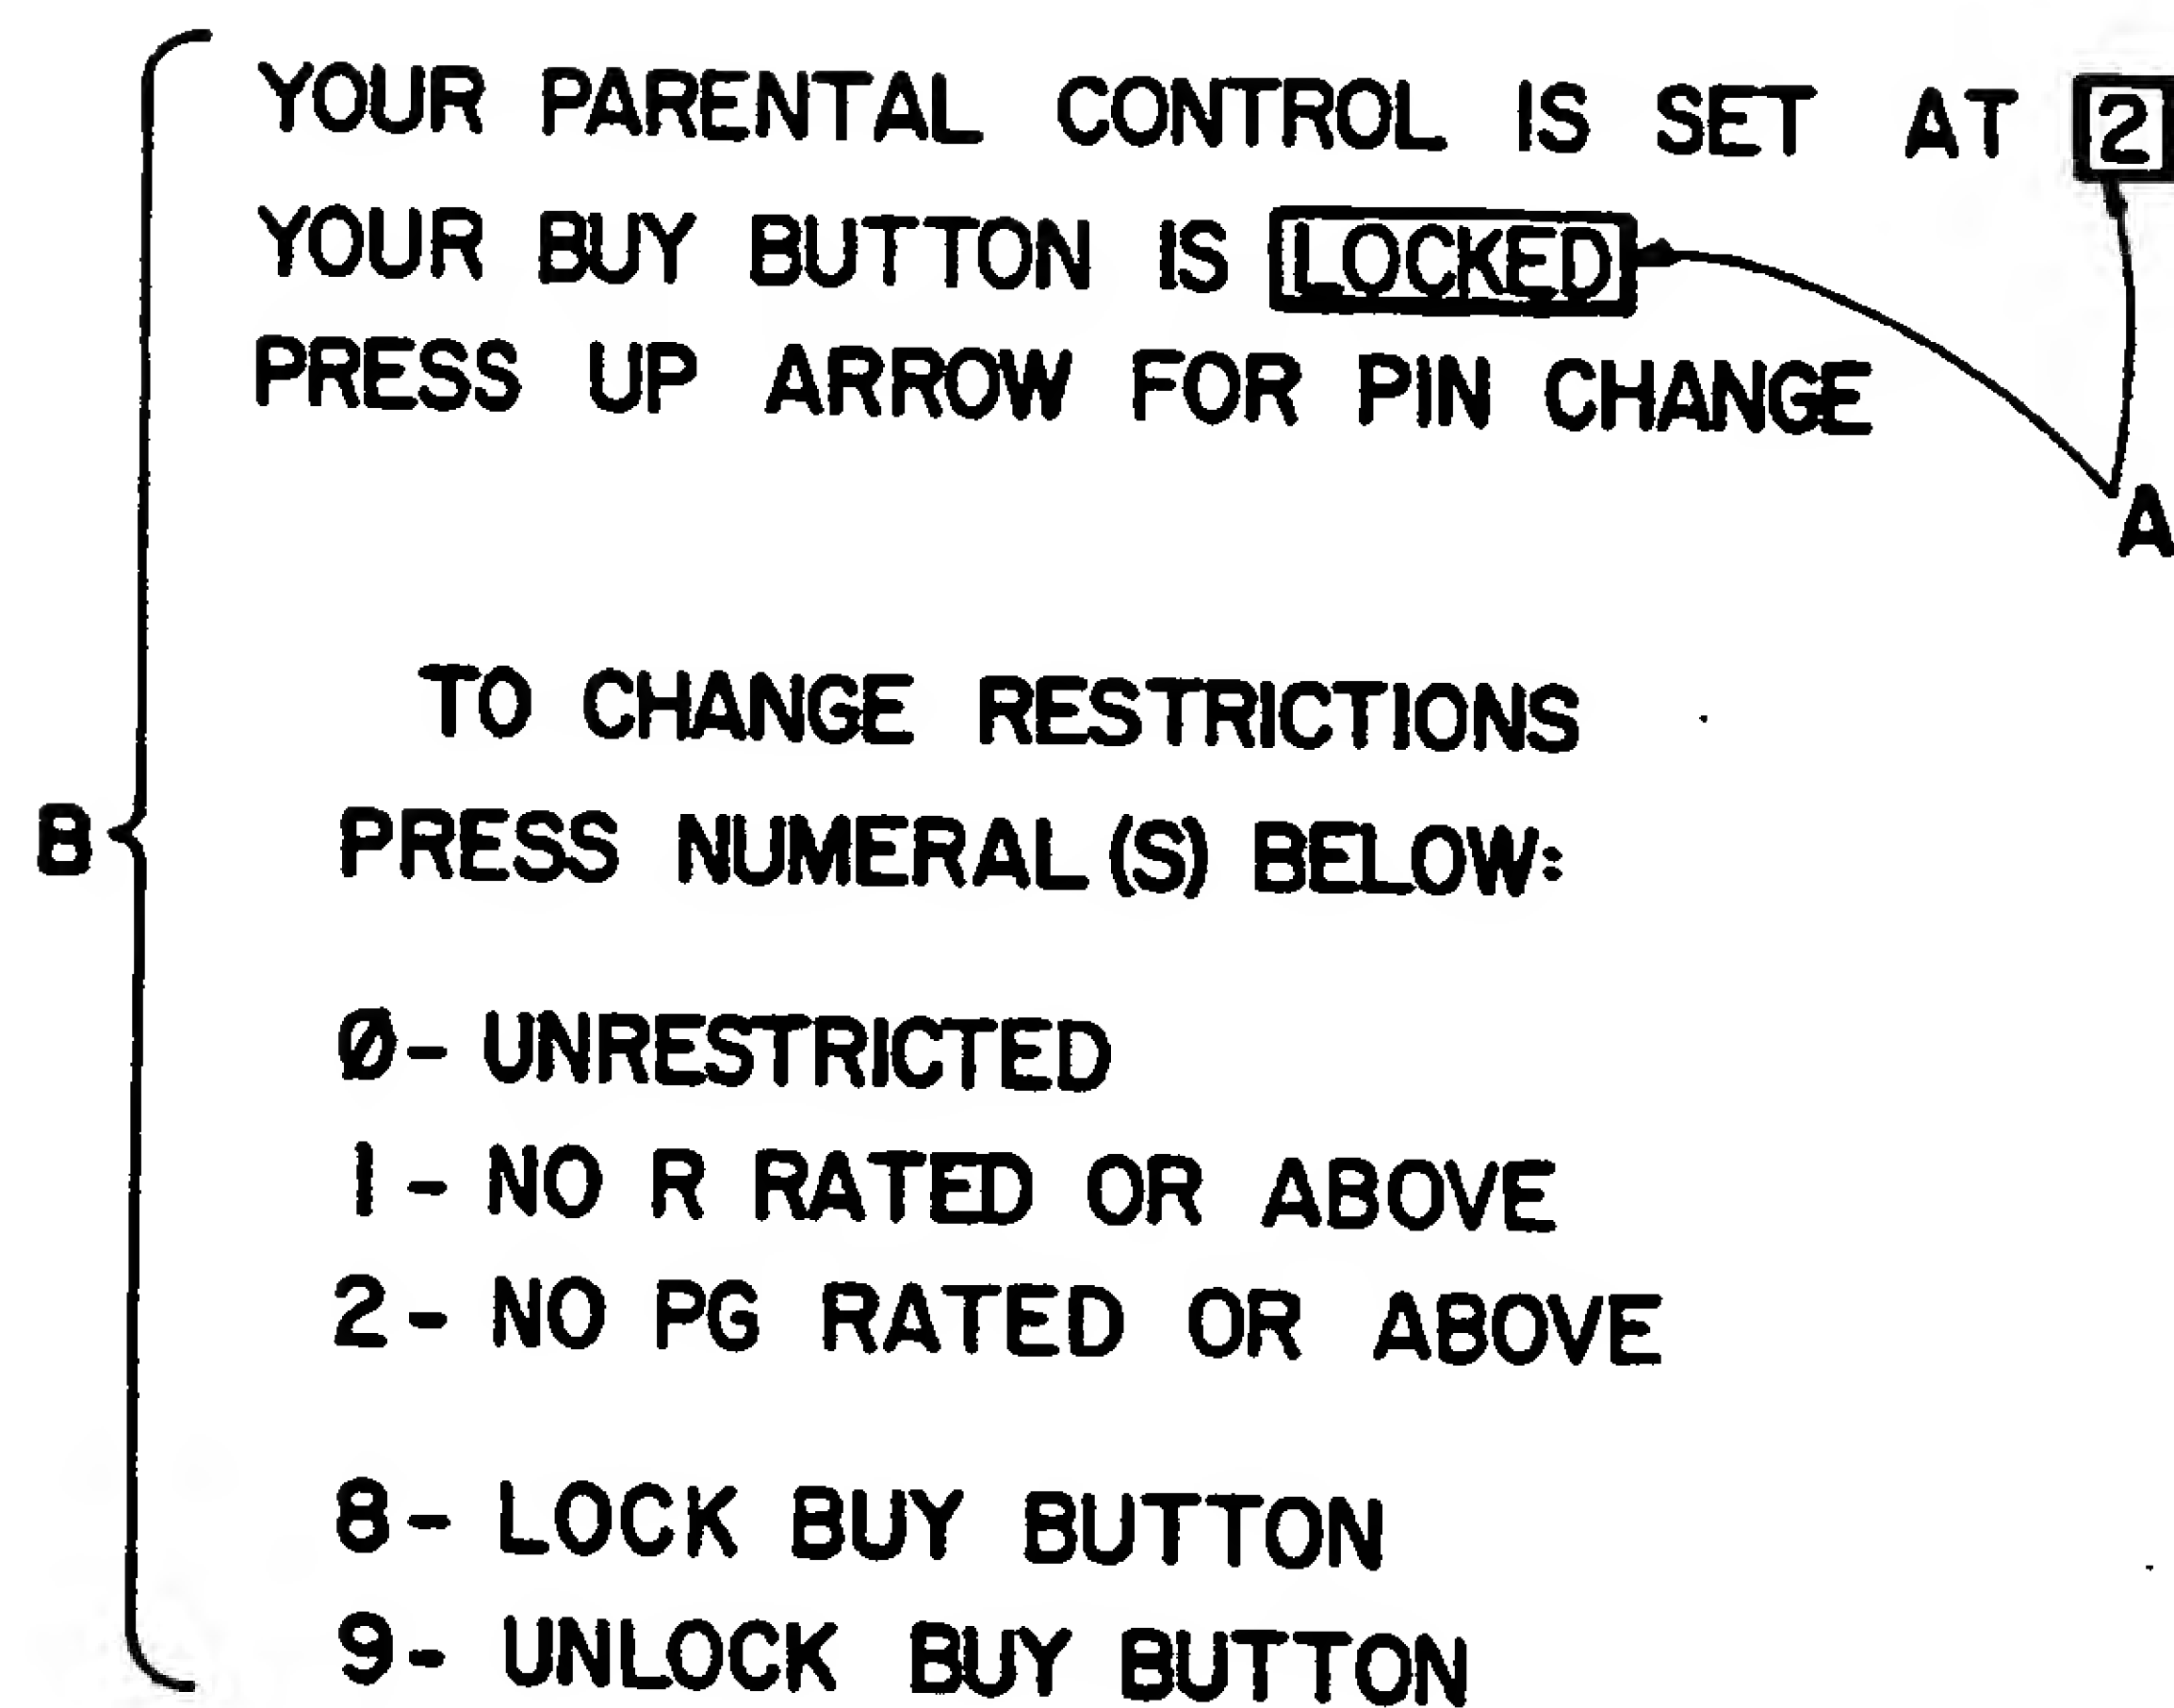 YOUR PARENTAL CONTROL IS SET AT 2
YOUR BUY BUTTON IS LOCKED
PRESS UP ARROW FOR PIN CHANGE
A
TO CHANGE RESTRICTIONS
B
PRESS NUMERAL(S) BELOW:
Ø- UNRESTRICTED
1- NO R RATED OR ABOVE
2- NO PG RATED OR ABOVE
8- LOCK BUY BUTTON
9- UNLOCK BUY BUTTON